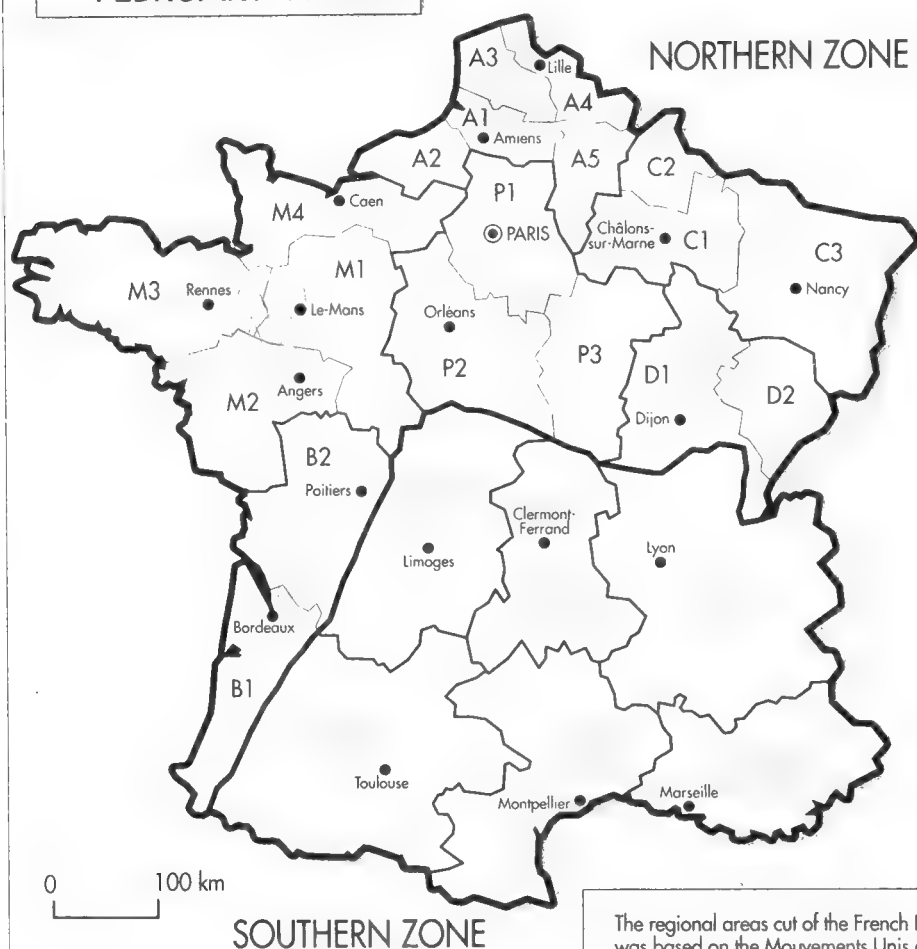 NORTHERN ZONE
A3
Lille
A4
A1
Amiens
A2
A5
C2
P1
M4
Caen
PARIS
Châlons-
sur-Marne
C1
C3
M1
M3
Rennes
Le-Mans
Orléans
Nancy
P2
P3
D1
D2
M2
Angers
Dijon
B2
Poitiers
Clermont-
Ferrand
Limoges
Lyon
Bordeaux
B1
Toulouse
Montpellier
Marseille
0
100 km
SOUTHERN ZONE
The regional areas cut of the French
was based on the Mouvements Unis